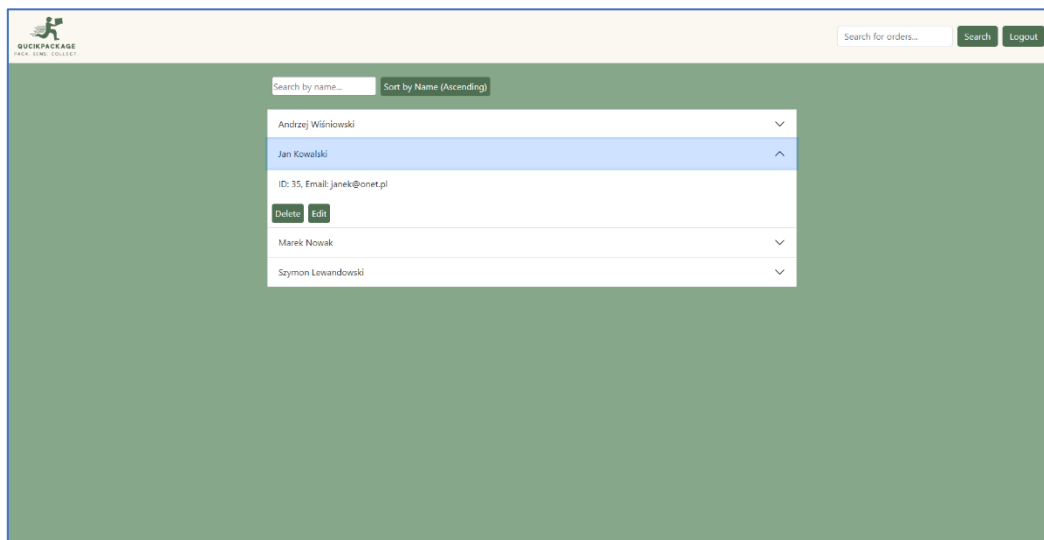 QUCIKPACKAGE
PACK. SEND. COLLECT.
Search for orders... Search Logout
Search by name... Sort by Name (Ascending)
Andrzej Wiśniowski
Jan Kowalski
ID: 35, Email: janek@onet.pl
Delete Edit
Marek Nowak
Szymon Lewandowski